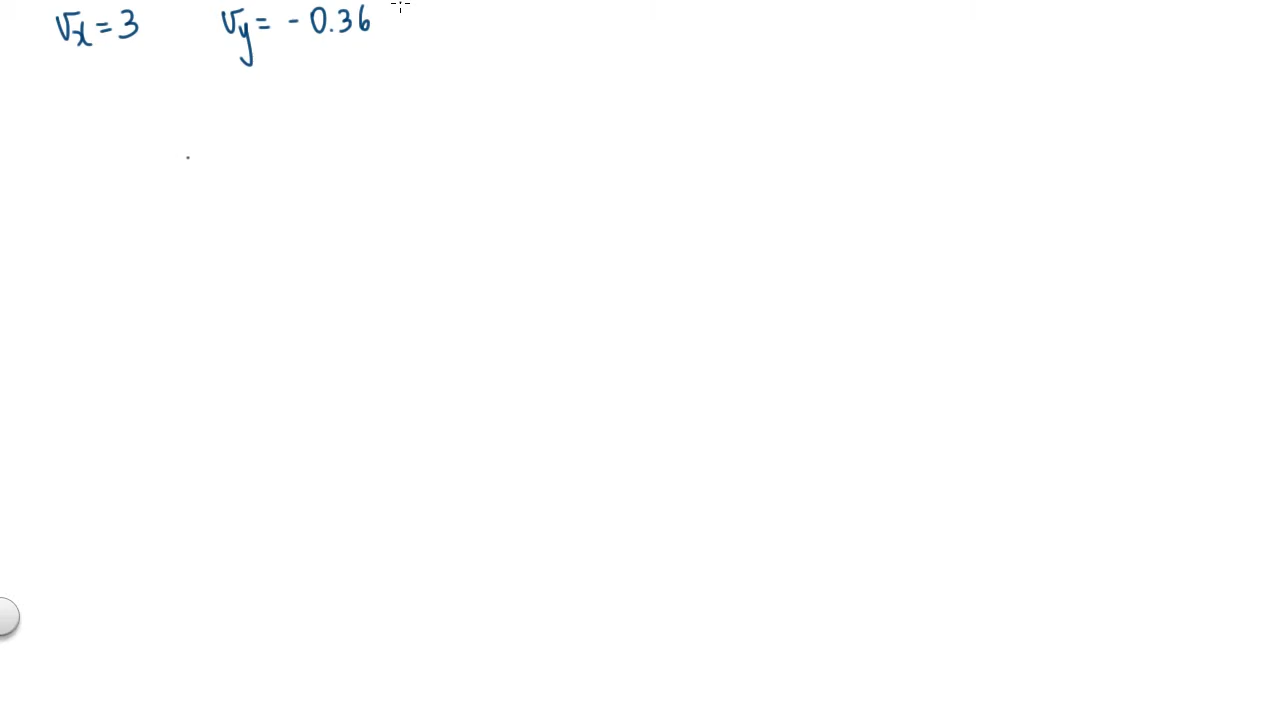 Vx = 3 Vy = - 0.36